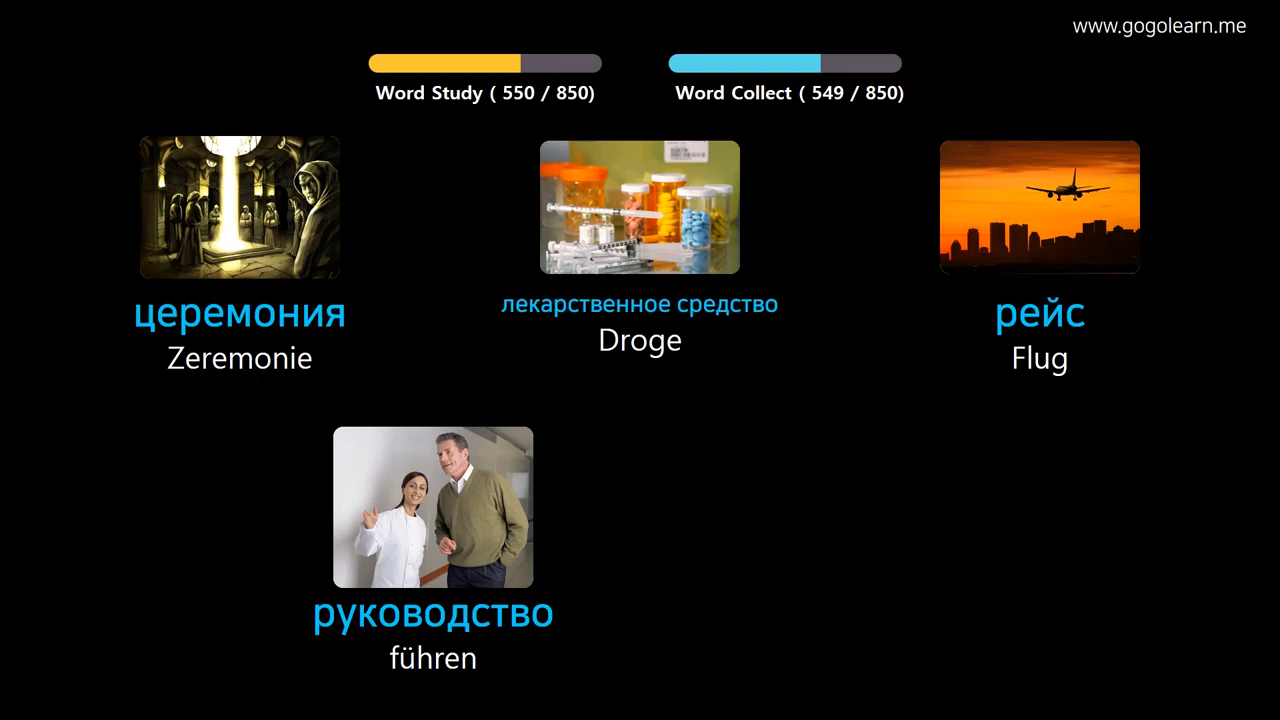 www.gogolearn.me
Word Study ( 550 / 850)
Word Collect ( 549 / 850)
церемония
Zeremonie
лекарственное средство
Droge
рейс
Flug
руководство
führen